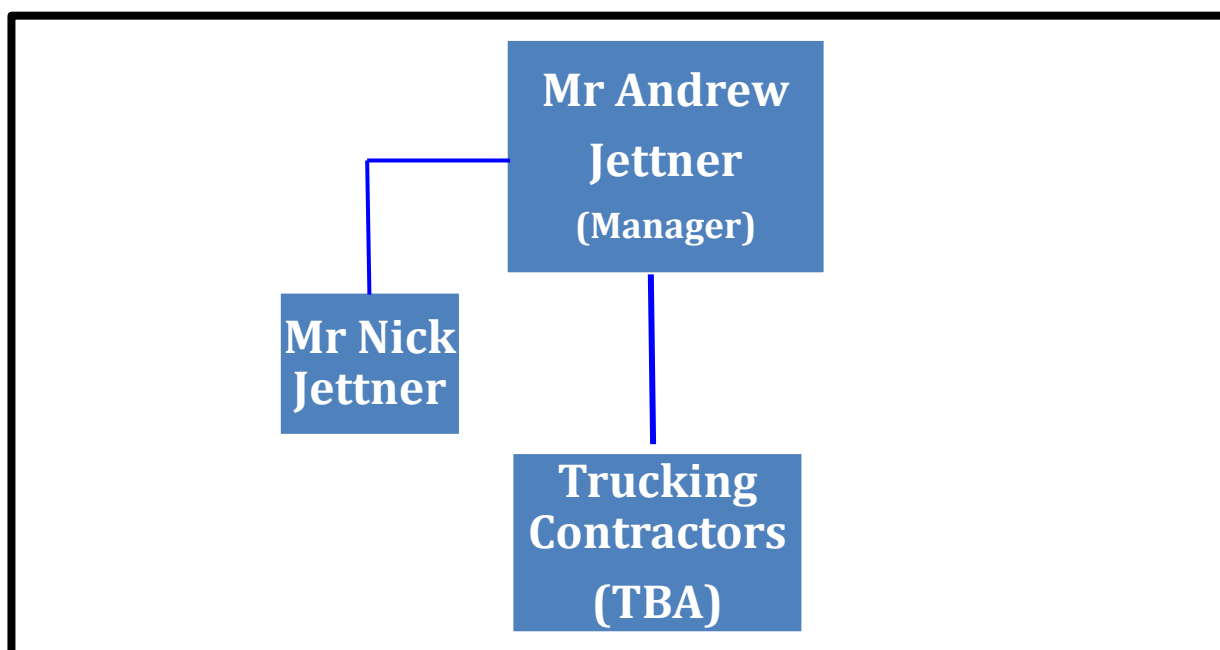 Mr Andrew
Jettner
(Manager)
Mr Nick
Jettner
Trucking
Contractors
(TBA)